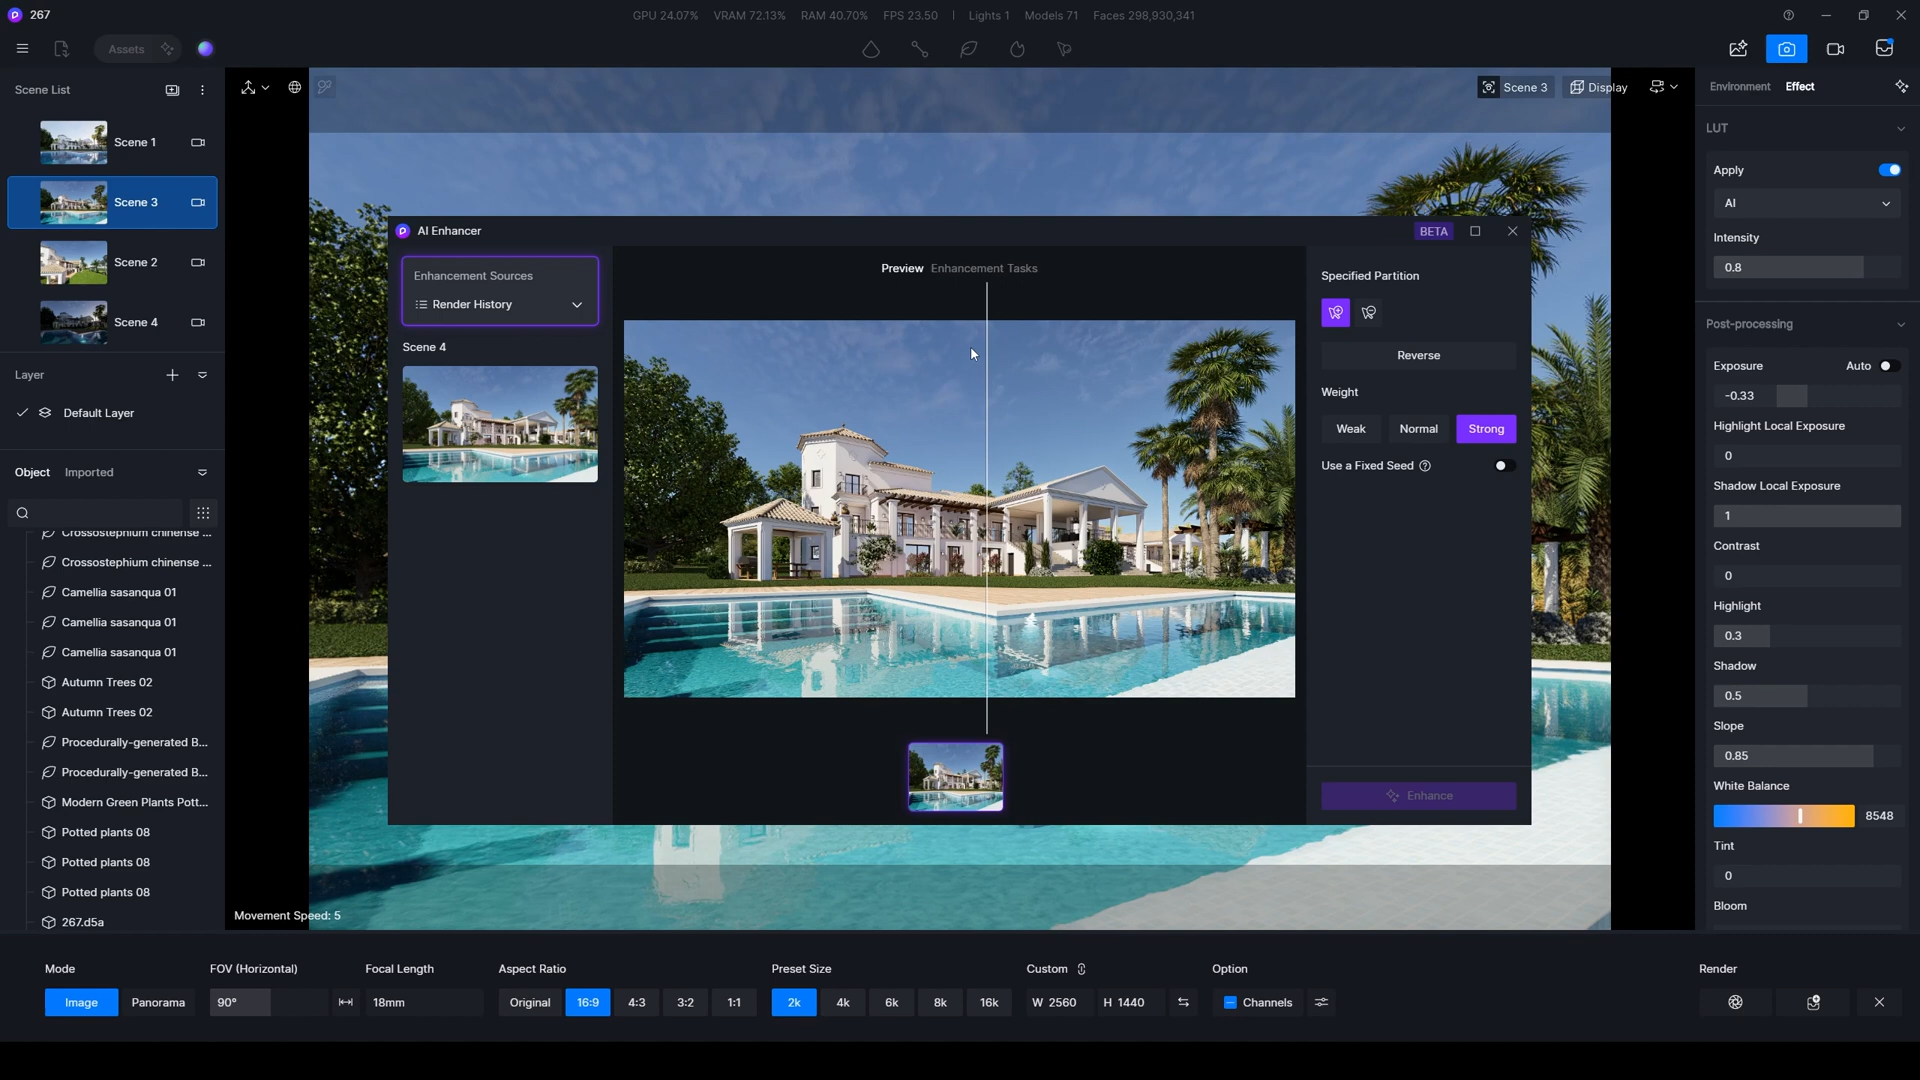 267
GPU 24.07% VRAM 72.13% RAM 40.70% FPS 23.50 | Lights 1 Models 71 Faces 298,930,341
Assets
Scene List
Scene 1
Scene 3
Scene 2
Scene 4
Layer
Default Layer
Object Imported
Crossostephium chinense ...
Crossostephium chinense ...
Camellia sasanqua 01
Camellia sasanqua 01
Camellia sasanqua 01
Autumn Trees 02
Autumn Trees 02
Procedurally-generated B...
Procedurally-generated B...
Modern Green Plants Pott...
Potted plants 08
Potted plants 08
Potted plants 08
267.d5a
Scene 3 Display
AI Enhancer
BETA
Enhancement Sources
Render History
Scene 4
Preview Enhancement Tasks
Specified Partition
Reverse
Weight
Weak Normal Strong
Use a Fixed Seed
Enhance
Movement Speed: 5
Environment Effect
LUT
Apply
AI
Intensity
0.8
Post-processing
Exposure Auto
-0.33
Highlight Local Exposure
0
Shadow Local Exposure
1
Contrast
0
Highlight
0.3
Shadow
0.5
Slope
0.85
White Balance
8548
Tint
0
Bloom
Mode FOV (Horizontal) Focal Length Aspect Ratio Preset Size Custom Option Render
Image Panorama 90° 18mm Original 16:9 4:3 3:2 1:1 2k 4k 6k 8k 16k W 2560 H 1440 Channels